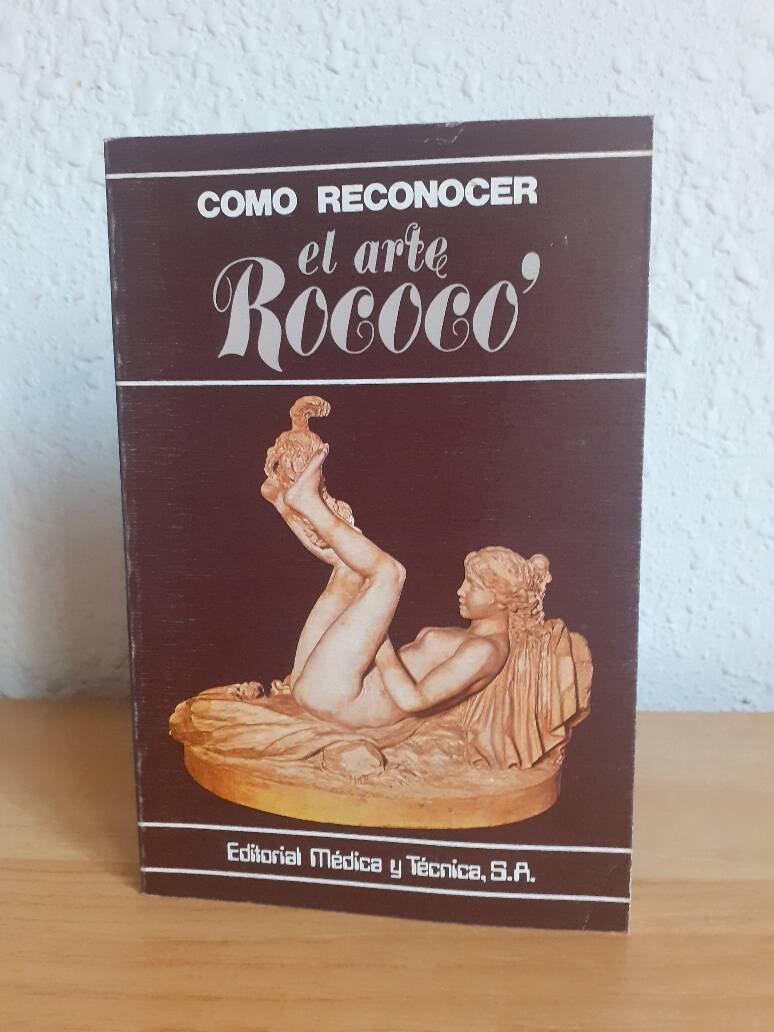 COMO RECONOCER
el arte
Rococo'
Editorial Médica y Técnica, S.A.